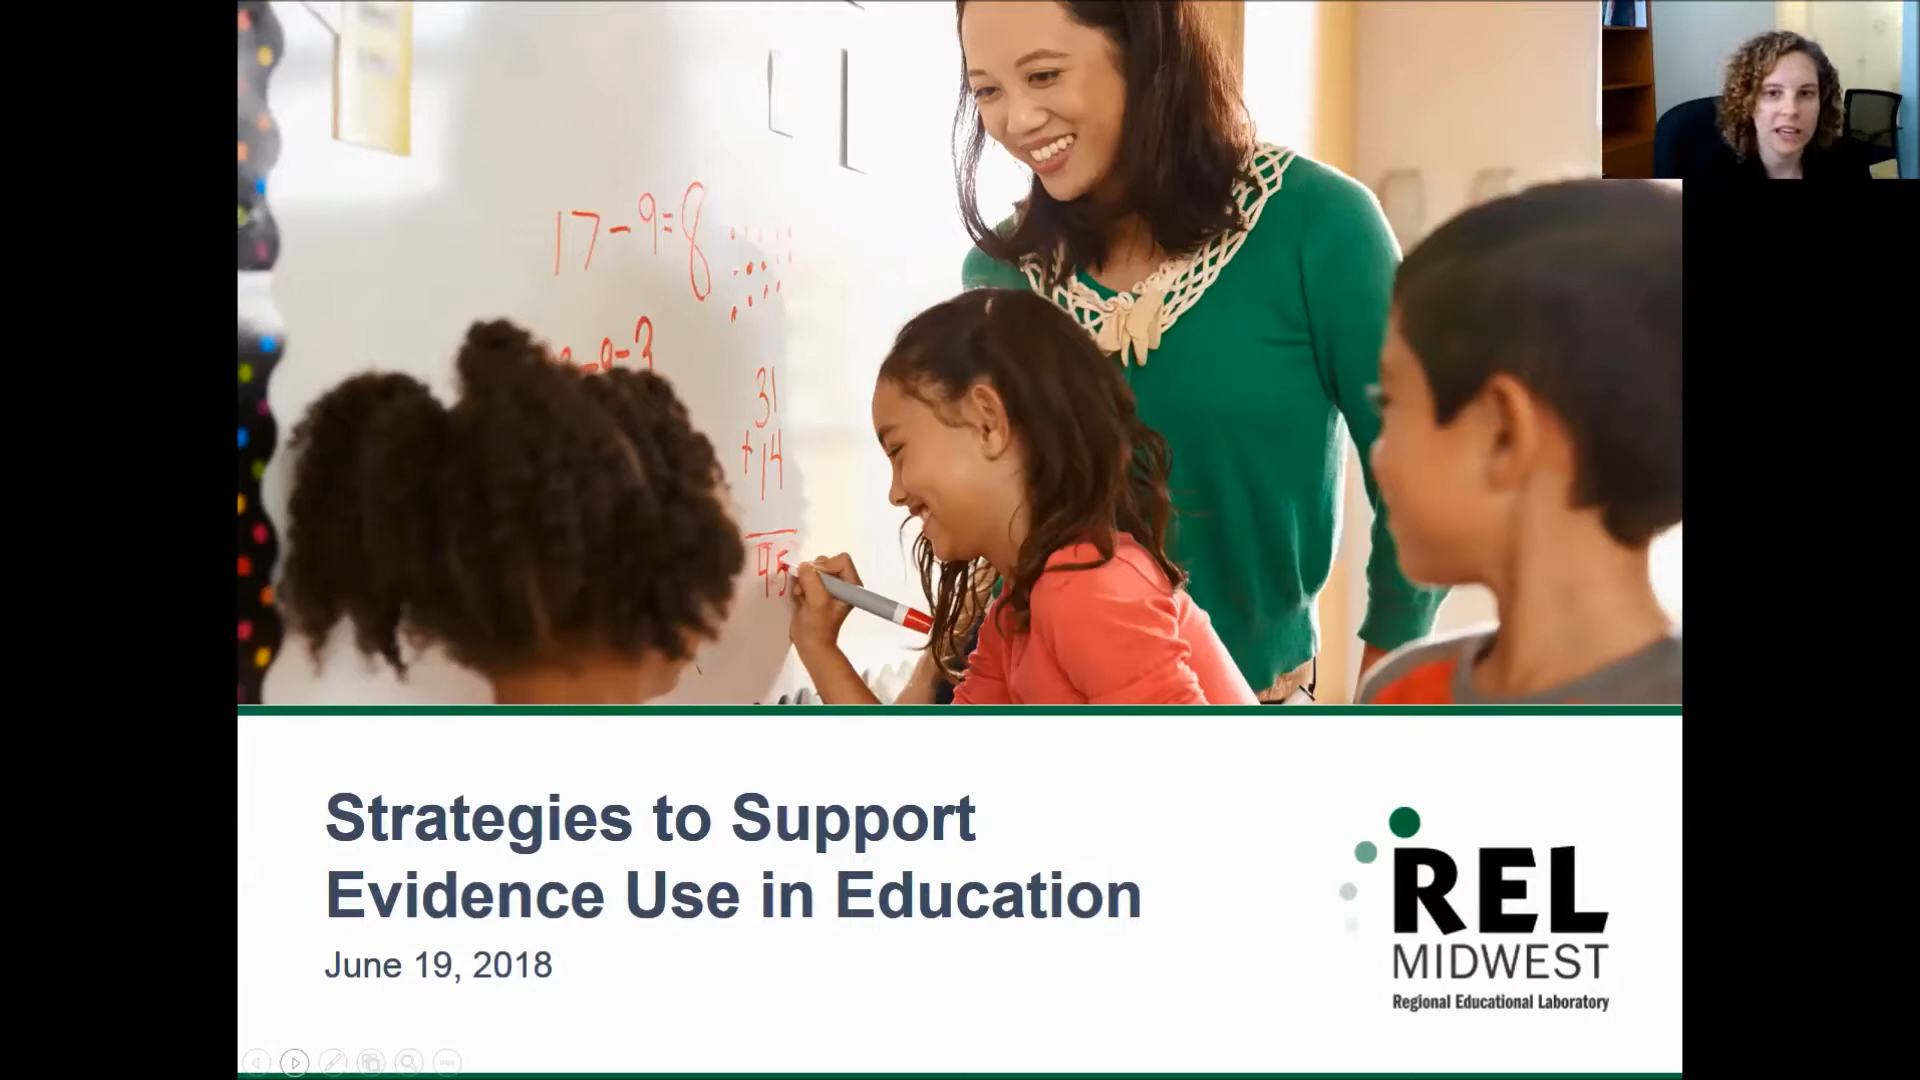 17-9=8
31
+14
45
Strategies to Support
Evidence Use in Education
June 19, 2018
REL
MIDWEST
Regional Educational Laboratory